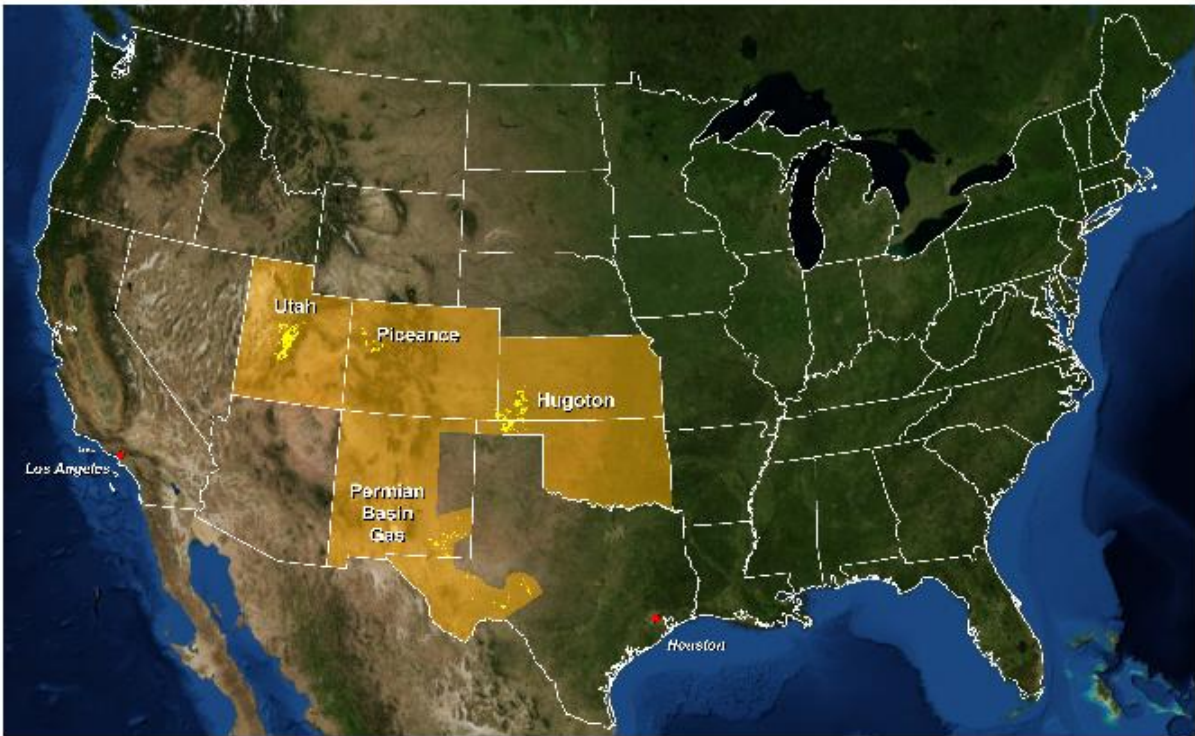 Utah
Piceance
Hugoton
Los Angeles
Permian
Basin
Gas
Houston